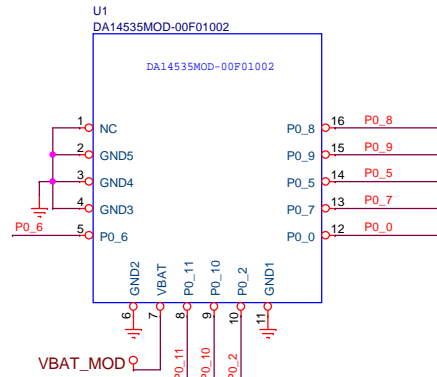 U1
DA14535MOD-00F01002
DA14535MOD-00F01002
1 NC P0_8 16 P0_8
2 GND5 P0_9 15 P0_9
3 GND4 P0_5 14 P0_5
4 GND3 P0_7 13 P0_7
P0_6 5 P0_6 P0_0 12 P0_0
GND2 VBAT P0_11 P0_10 P0_2 GND1
6 7 8 9 10 11
VBAT_MOD P0_11 P0_10 P0_2